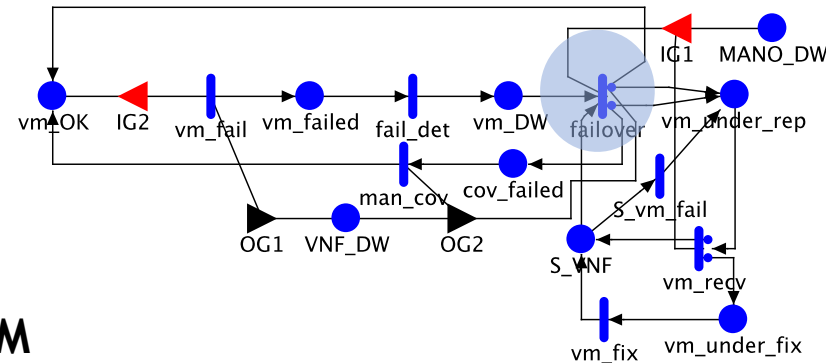 IG1
MANO_DW
vm_OK
IG2
vm_fail
vm_failed
fail_det
vm_DW
failover
vm_under_rep
man_cov
cov_failed
S_vm_fail
OG1
VNF_DW
OG2
S_VNF
vm_recv
M
vm_fix
vm_under_fix